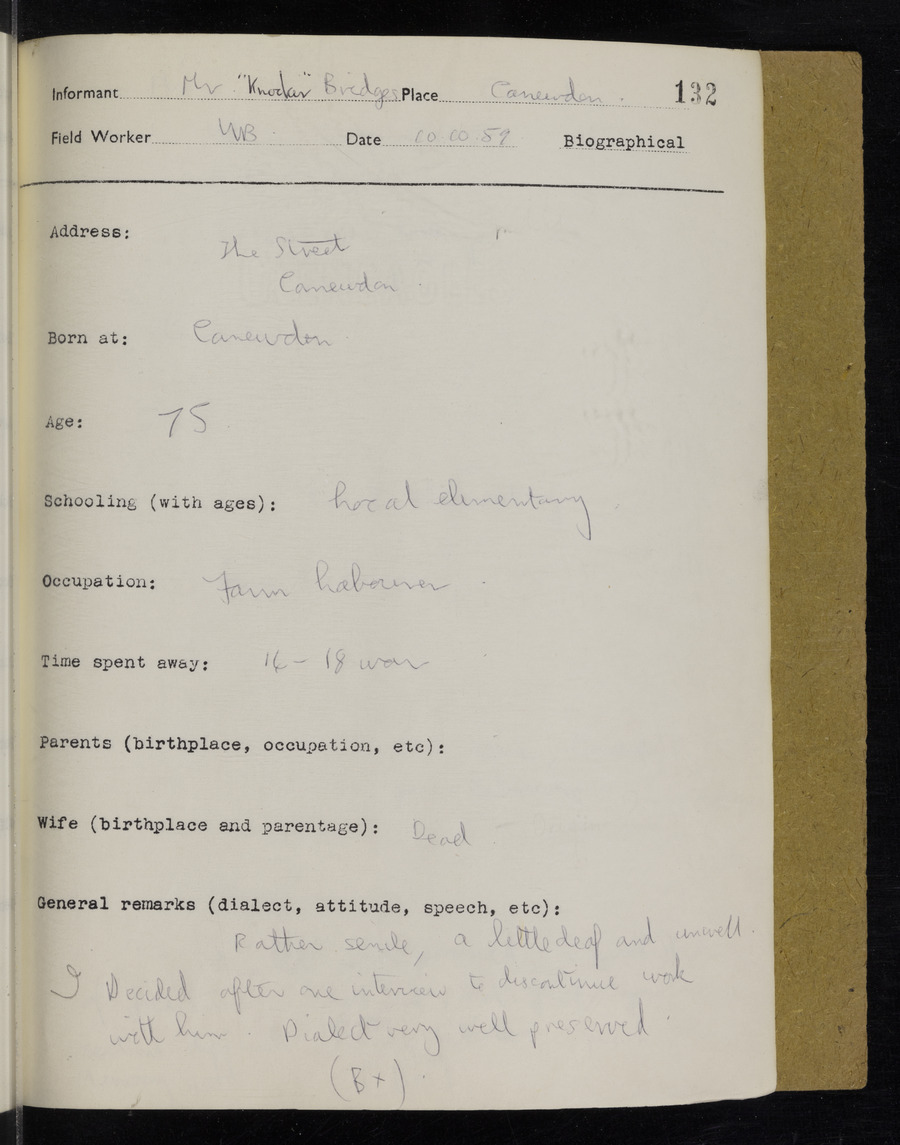 Informant Mr "Knockar" Bridges Place Canewdon. 132
Field Worker WB Date 10.10.59 Biographical
Address:
The Street
Canewdon.
Born at: Canewdon.
Age: 75
Schooling (with ages): Local elementary.
Occupation: Farm Labourer.
Time spent away: 14-18 war
Parents (birthplace, occupation, etc):
Wife (birthplace and parentage): Dead
General remarks (dialect, attitude, speech, etc):
Rather senile, a little deaf and unwell.
I Decided after one interview to discontinue work
with him. Dialect very well preserved.
(B+).